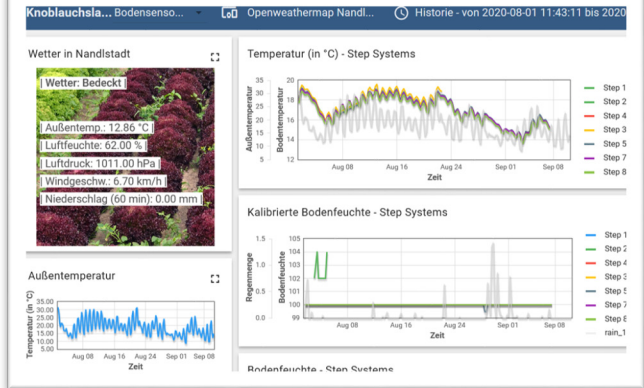 Knoblauchsla... Bodensenso... Openweathermap Nandl... Historie - von 2020-08-01 11:43:11 bis 2020
Wetter in Nandlstadt
| Wetter: Bedeckt |
| Außentemp.: 12.86 °C |
| Luftfeuchte: 62.00 % |
| Luftdruck: 1011.00 hPa |
| Windgeschw.: 6.70 km/h |
| Niederschlag (60 min): 0.00 mm |
Außentemperatur
Temperatur (in °C)
35.00
30.00
25.00
20.00
15.00
10.00
5.00
Aug 08 Aug 16 Aug 24 Sep 01 Sep 08
Zeit
Temperatur (in °C) - Step Systems
Außentemperatur
35
30
25
20
15
10
5
Bodentemperatur
20
18
16
14
12
Aug 08 Aug 16 Aug 24 Sep 01 Sep 08
Zeit
Step 1
Step 2
Step 4
Step 3
Step 5
Step 7
Step 8
Kalibrierte Bodenfeuchte - Step Systems
Regenmenge
1.5
1.0
0.5
0.0
Bodenfeuchte
105
104
103
102
101
100
99
Aug 08 Aug 16 Aug 24 Sep 01 Sep 08
Zeit
Step 1
Step 2
Step 4
Step 3
Step 5
Step 7
Step 8
rain_1
Bodenfeuchte - Step Systems